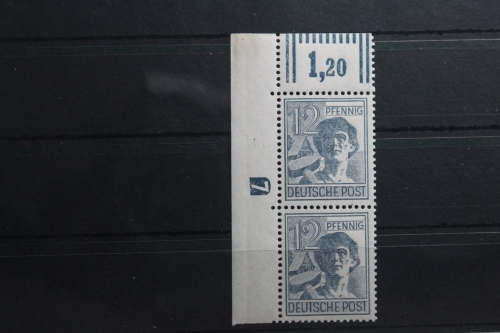 1,20
12 PFENNIG
DEUTSCHE POST
7
12 PFENNIG
DEUTSCHE POST